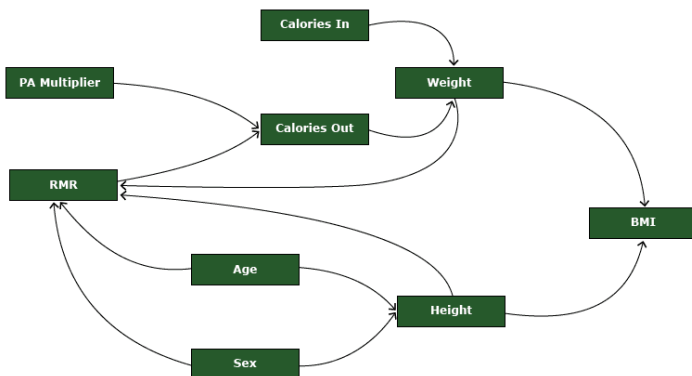 Calories In
PA Multiplier
Weight
Calories Out
RMR
BMI
Age
Height
Sex